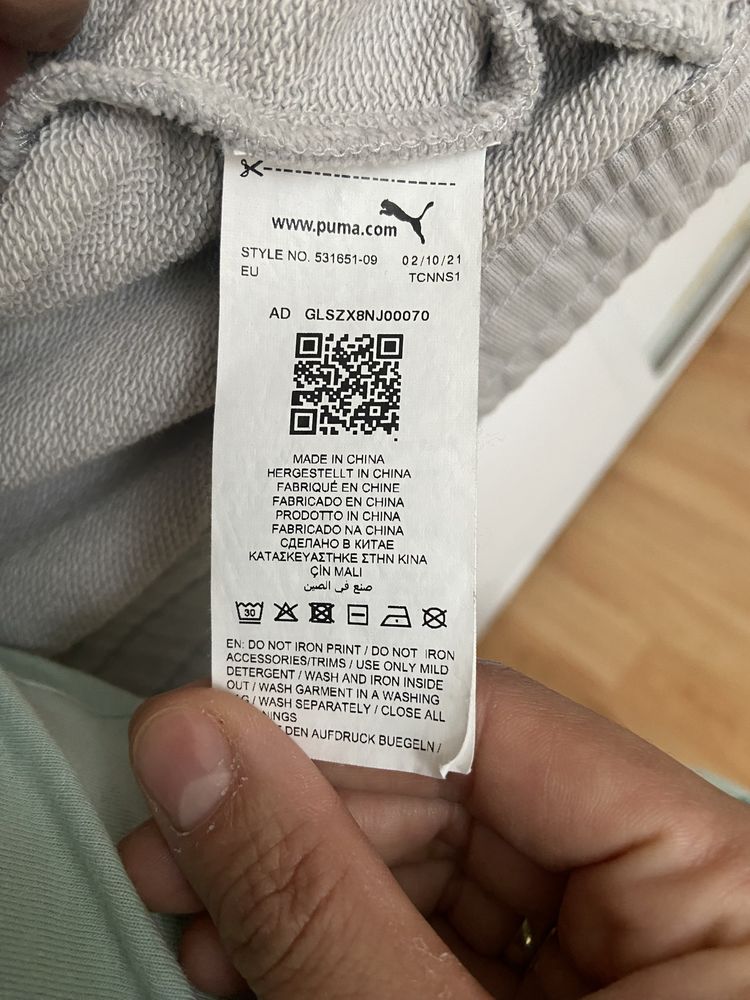 www.puma.com
STYLE NO. 531651-09 02/10/21
EU TCNNS1
AD GLSZX8NJ00070
MADE IN CHINA
HERGESTELLT IN CHINA
FABRIQUÉ EN CHINE
FABRICADO EN CHINA
PRODOTTO IN CHINA
FABRICADO NA CHINA
СДЕЛАНО В КИТАЕ
ΚΑΤΑΣΚΕΥΑΣΤΗΚΕ ΣΤΗΝ ΚΙΝΑ
ÇİN MALI
صنع في الصين
30
EN: DO NOT IRON PRINT / DO NOT IRON
ACCESSORIES/TRIMS / USE ONLY MILD
DETERGENT / WASH AND IRON INSIDE
OUT / WASH GARMENT IN A WASHING
/ WASH SEPARATELY / CLOSE ALL
DEN AUFDRUCK BUEGELN /